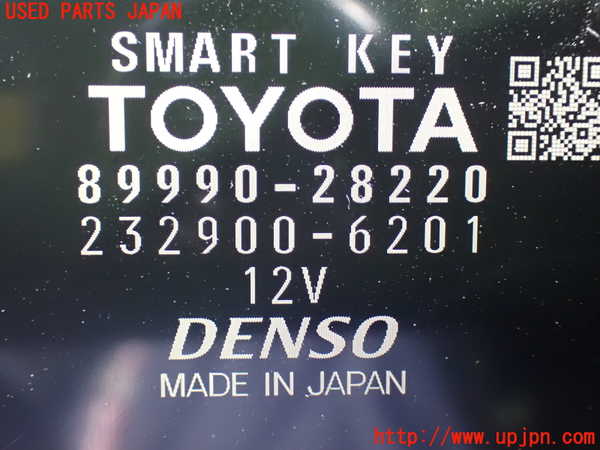 USED PARTS JAPAN
SMART KEY
TOYOTA
89990-28220
232900-6201
12V
DENSO
MADE IN JAPAN
http://www.upjpn.com/